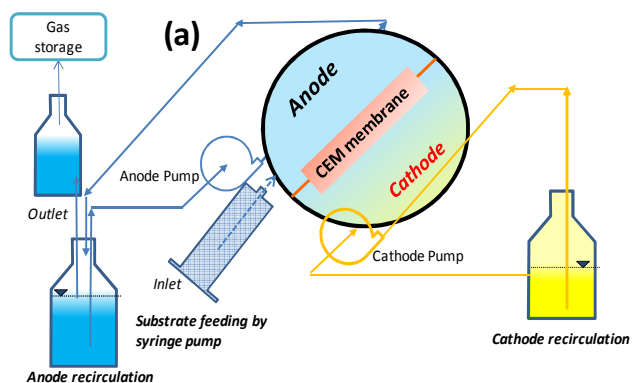 Gas
storage
(a)
Anode
CEM membrane
Cathode
Anode Pump
Outlet
Inlet
Cathode Pump
Substrate feeding by
syringe pump
Anode recirculation
Cathode recirculation